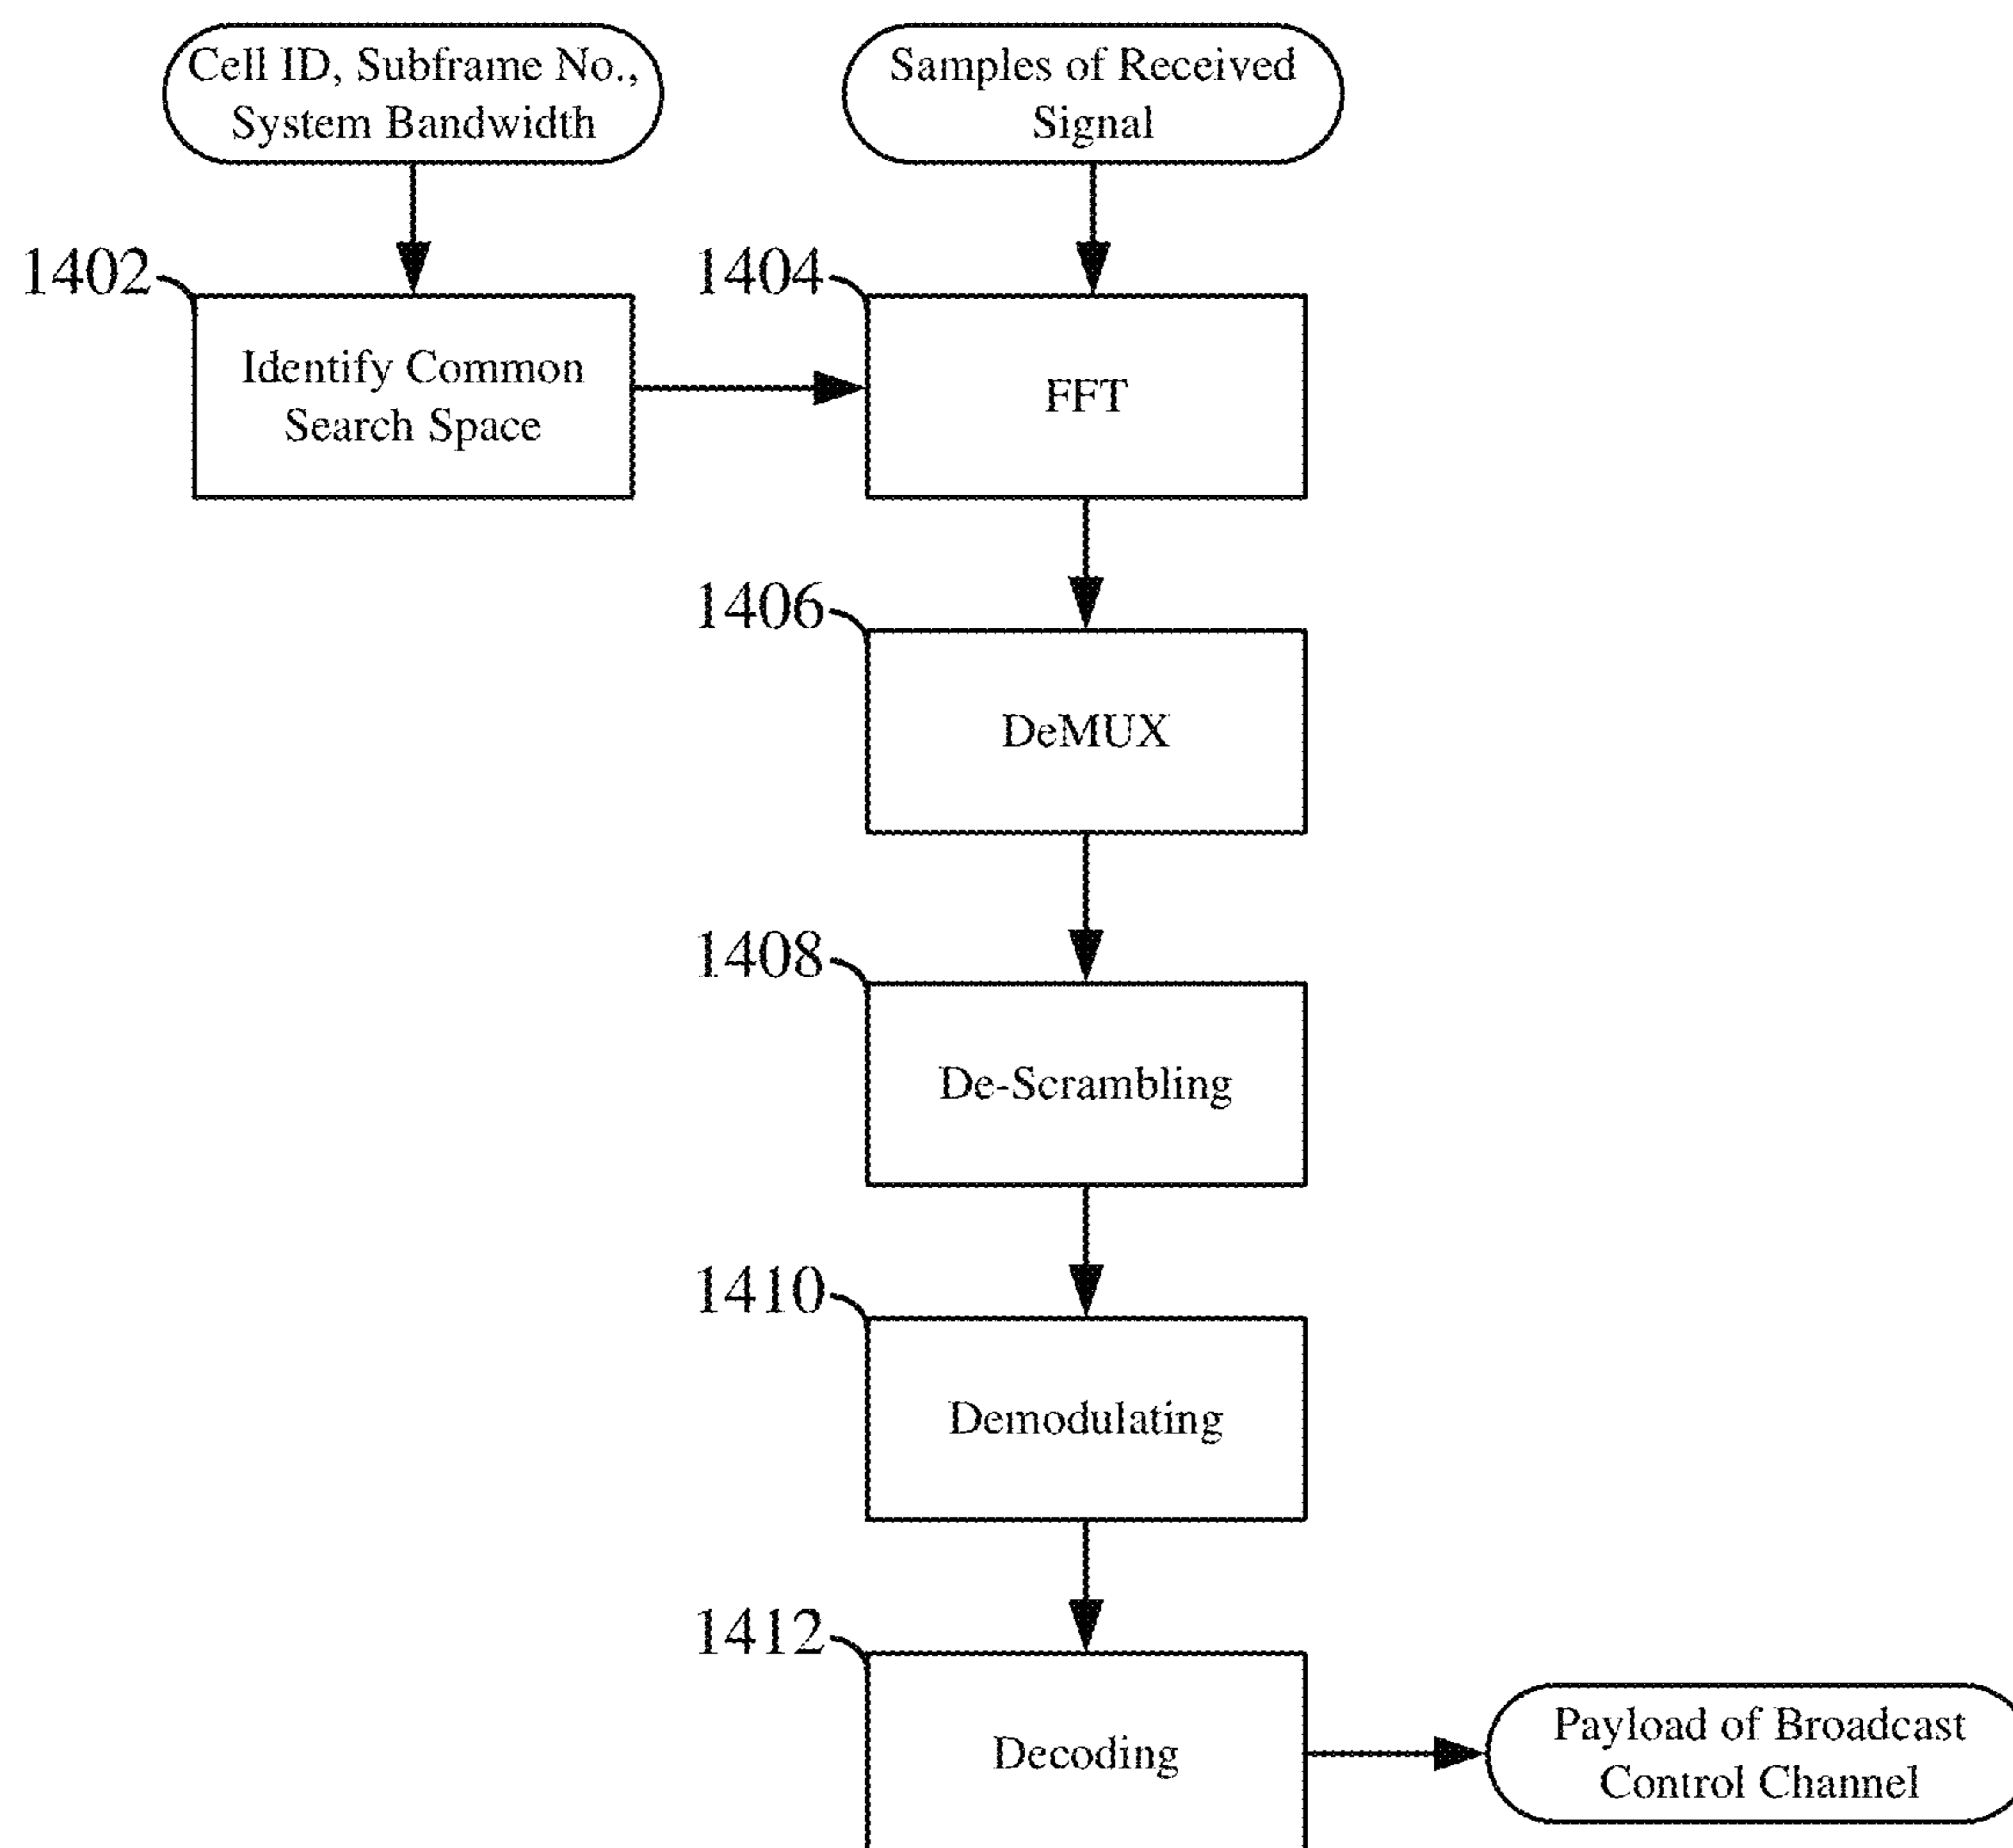 Cell ID, Subframe No.,
System Bandwidth
Samples of Received
Signal
1402
Identify Common
Search Space
1404
FFT
1406
DeMUX
1408
De-Scrambling
1410
Demodulating
1412
Decoding
Payload of Broadcast
Control Channel